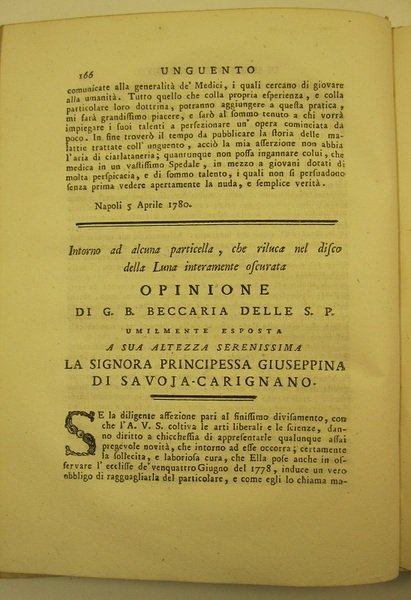 166 UNGUENTO
comunicate alla generalità de' Medici, i quali cercano di giovare
alla umanità. Tutto quello che colla propria esperienza, e colla
particolare loro dottrina, potranno aggiungere a questa pratica,
mi farà grandissimo piacere, e sarò al sommo tenuto a chi vorrà
impiegare i suoi talenti a perfezionare un' opera cominciata da
poco. In fine troverò il tempo da pubblicare la storia delle ma-
lattie trattate coll' unguento, acciò la mia asserzione non abbia
l'aria di ciarlataneria; quantunque non possa ingannare colui, che
medica in un vastissimo Spedale, in mezzo a giovani dotati di
molta perspicacia, e di sommo talento, i quali non si persuadono
senza prima vedere apertamente la nuda, e semplice verità.
Napoli 5 Aprile 1780.
Intorno ad alcuna particella, che riluca nel disco
della Luna interamente oscurata
OPINIONE
DI G. B. BECCARIA DELLE S. P.
UMILMENTE ESPOSTA
A SUA ALTEZZA SERENISSIMA
LA SIGNORA PRINCIPESSA GIUSEPPINA
DI SAVOJA-CARIGNANO.
SE la diligente assezione pari al finissimo divisamento, con
che l'A. V. S. coltiva le arti liberali e le scienze, dan-
no diritto a chicchessia di appresentarle qualunque assai
pregevole novità, che intorno ad esse occorra; certamente
la sollecita, e laboriosa cura, che Ella pose anche in os-
servare l'ecclisse de' venquattro Giugno del 1778, induce un vero
obbligo di ragguagliarla del particolare, e come egli lo chiama ma-